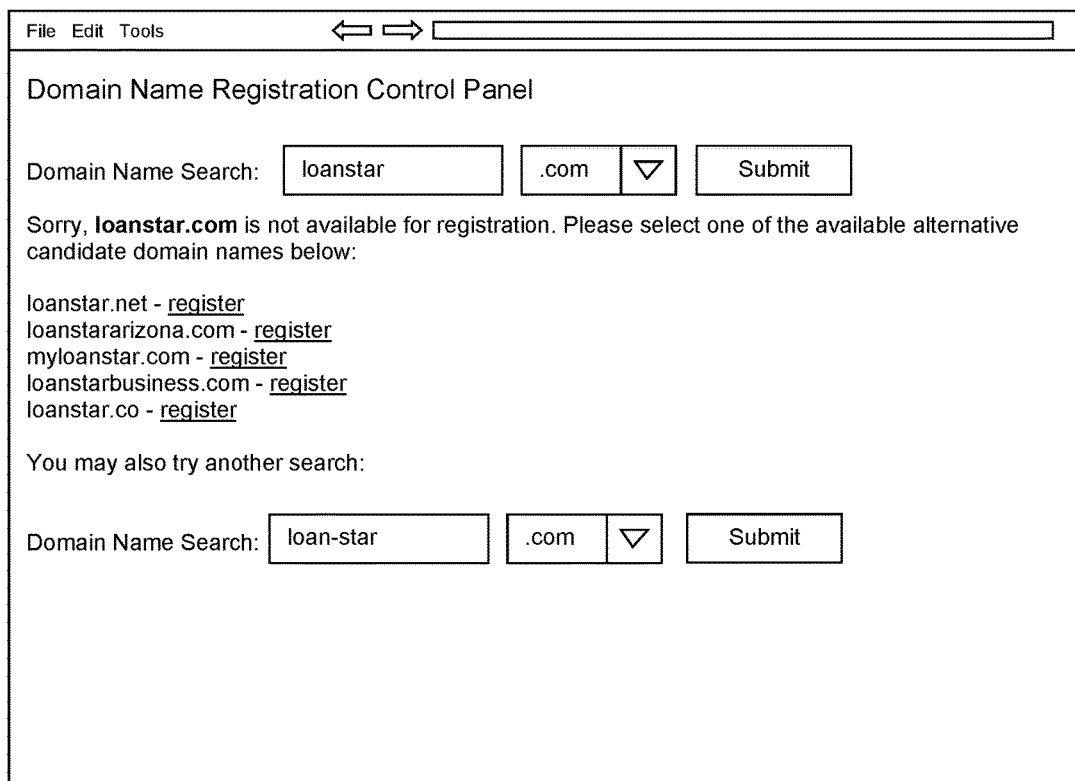 File Edit Tools
Domain Name Registration Control Panel
Domain Name Search: loanstar .com Submit
Sorry, loanstar.com is not available for registration. Please select one of the available alternative
candidate domain names below:
loanstar.net - register
loanstararizona.com - register
myloanstar.com - register
loanstarbusiness.com - register
loanstar.co - register
You may also try another search:
Domain Name Search: loan-star .com Submit